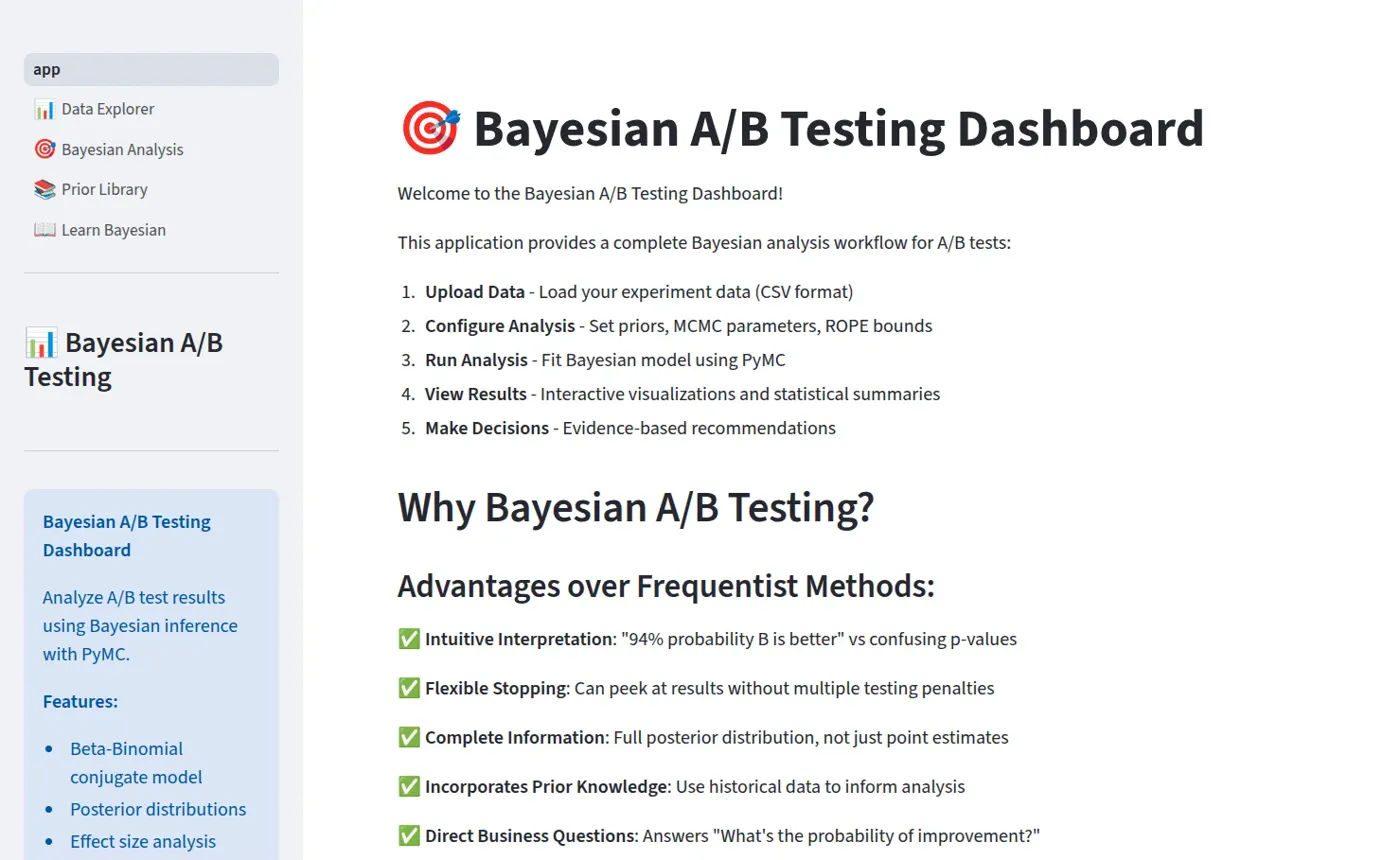 app
📊 Data Explorer
🎯 Bayesian Analysis
📚 Prior Library
📖 Learn Bayesian
📊 Bayesian A/B
Testing
Bayesian A/B Testing
Dashboard
Analyze A/B test results
using Bayesian inference
with PyMC.
Features:
• Beta-Binomial
conjugate model
• Posterior distributions
• Effect size analysis
🎯 Bayesian A/B Testing Dashboard
Welcome to the Bayesian A/B Testing Dashboard!
This application provides a complete Bayesian analysis workflow for A/B tests:
1. Upload Data - Load your experiment data (CSV format)
2. Configure Analysis - Set priors, MCMC parameters, ROPE bounds
3. Run Analysis - Fit Bayesian model using PyMC
4. View Results - Interactive visualizations and statistical summaries
5. Make Decisions - Evidence-based recommendations
Why Bayesian A/B Testing?
Advantages over Frequentist Methods:
✅ Intuitive Interpretation: "94% probability B is better" vs confusing p-values
✅ Flexible Stopping: Can peek at results without multiple testing penalties
✅ Complete Information: Full posterior distribution, not just point estimates
✅ Incorporates Prior Knowledge: Use historical data to inform analysis
✅ Direct Business Questions: Answers "What's the probability of improvement?"